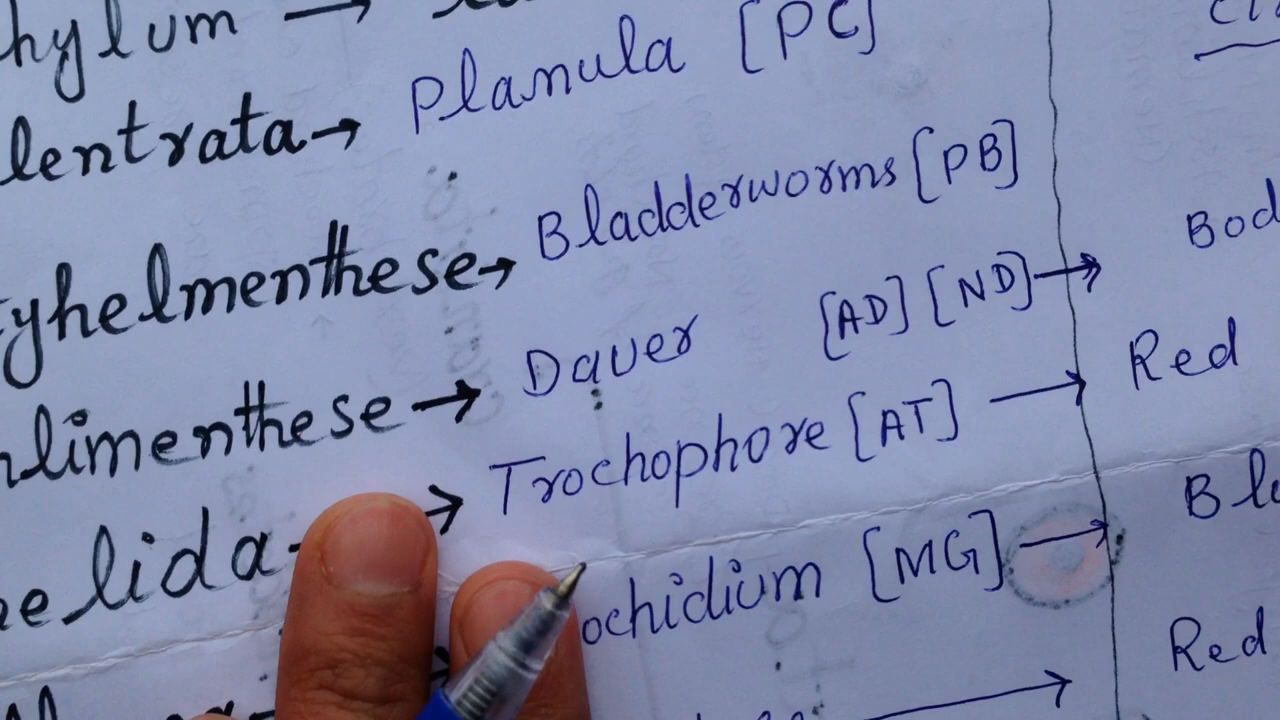 hylum →
lentrata → Planula [PC]
yhelmenthese → Bladderworms [PB]
limenthese → Dauer [AD] [ND] → Bod
elida → Trochophore [AT] → Red
ochidium [MG] → Bl
→ Red